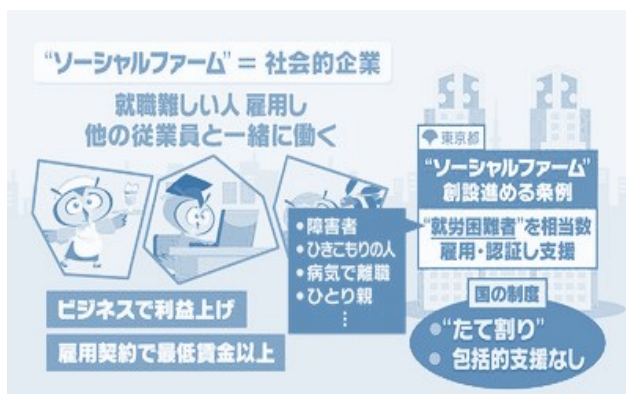 “ソーシャルファーム”＝社会的企業
就職難しい人 雇用し
他の従業員と一緒に働く
・障害者
・ひきこもりの人
・病気で離職
・ひとり親
⋮
ビジネスで利益上げ
雇用契約で最低賃金以上
東京都
“ソーシャルファーム”
創設進める条例
“就労困難者”を相当数
雇用・認証し支援
国の制度
●“たて割り”
● 包括的支援なし